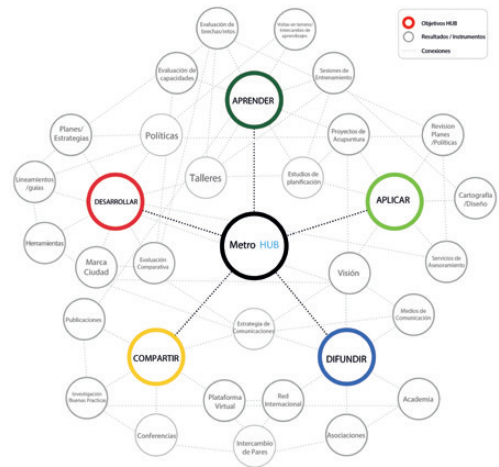 Evaluación de
brechas/retos
Visitas en terreno/
Intercambio de
aprendizajes
Objetivos HUB
Resultados / Instrumentos
Conexiones
Evaluación de
capacidades
Sesiones de
Entrenamiento
APRENDER
Planes/
Estrategias
Políticas
Proyectos de
Acupuntura
Revision
Planes
/Políticas
Talleres
Estudios de
planificación
Lineamientos
/guias
DESARROLLAR
APLICAR
Cartografía
/Diseño
Herramientas
Metro HUB
Marca
Ciudad
Evaluación
Comparativa
Visión
Servicios de
Asesoramiento
Publicaciones
Estrategia de
Comunicaciones
Medios de
Comunicación
COMPARTIR
DIFUNDIR
Investigación
Buenas Practicas
Plataforma
Virtual
Red
Internacional
Academia
Conferencias
Intercambio
de Pares
Asociaciones